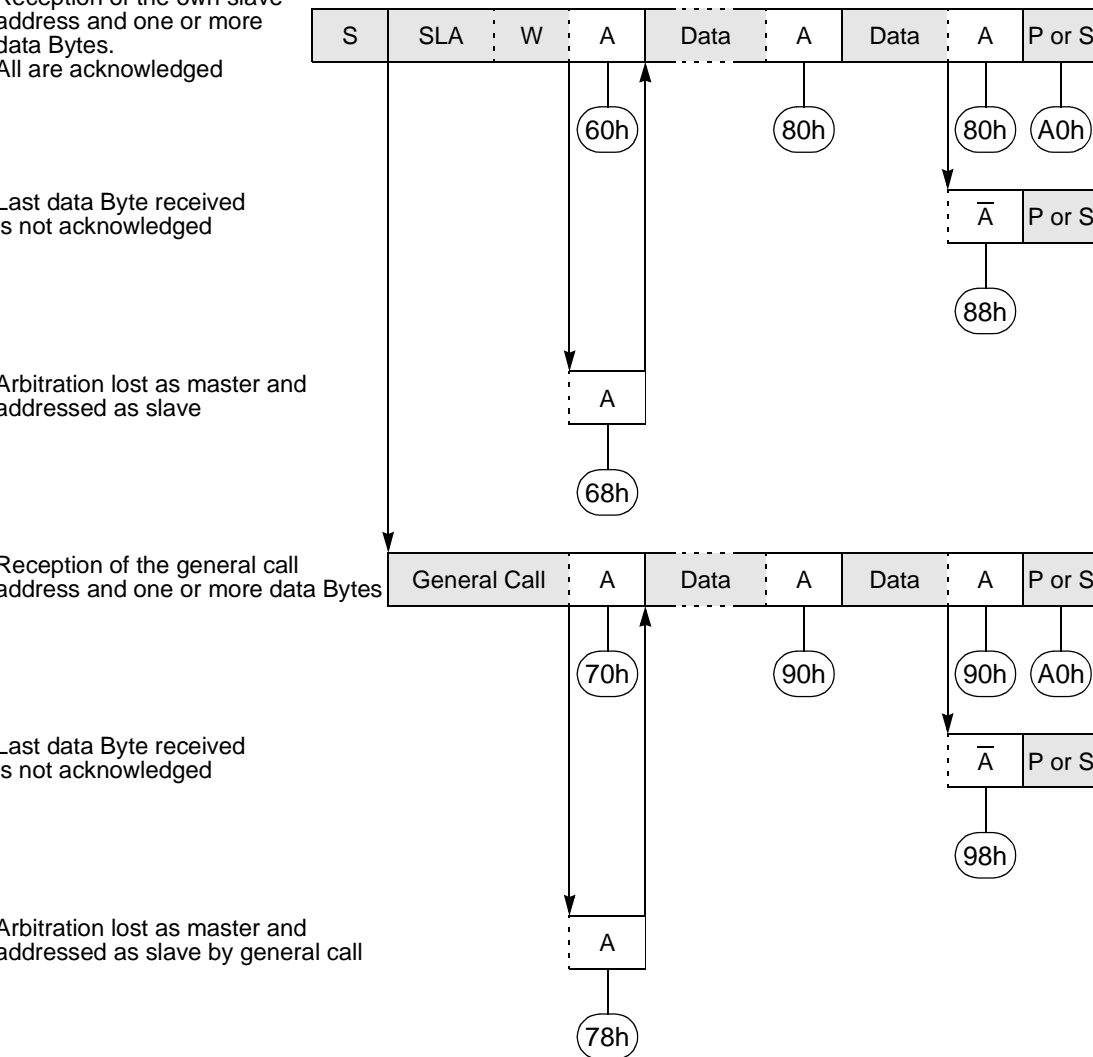 Reception of the own slave
address and one or more
data Bytes.
All are acknowledged
S SLA W A Data A Data A P or S
60h 80h 80h A0h
Last data Byte received
is not acknowledged
A P or S
88h
Arbitration lost as master and
addressed as slave
A
68h
Reception of the general call
address and one or more data Bytes
General Call A Data A Data A P or S
70h 90h 90h A0h
Last data Byte received
is not acknowledged
A P or S
98h
Arbitration lost as master and
addressed as slave by general call
A
78h